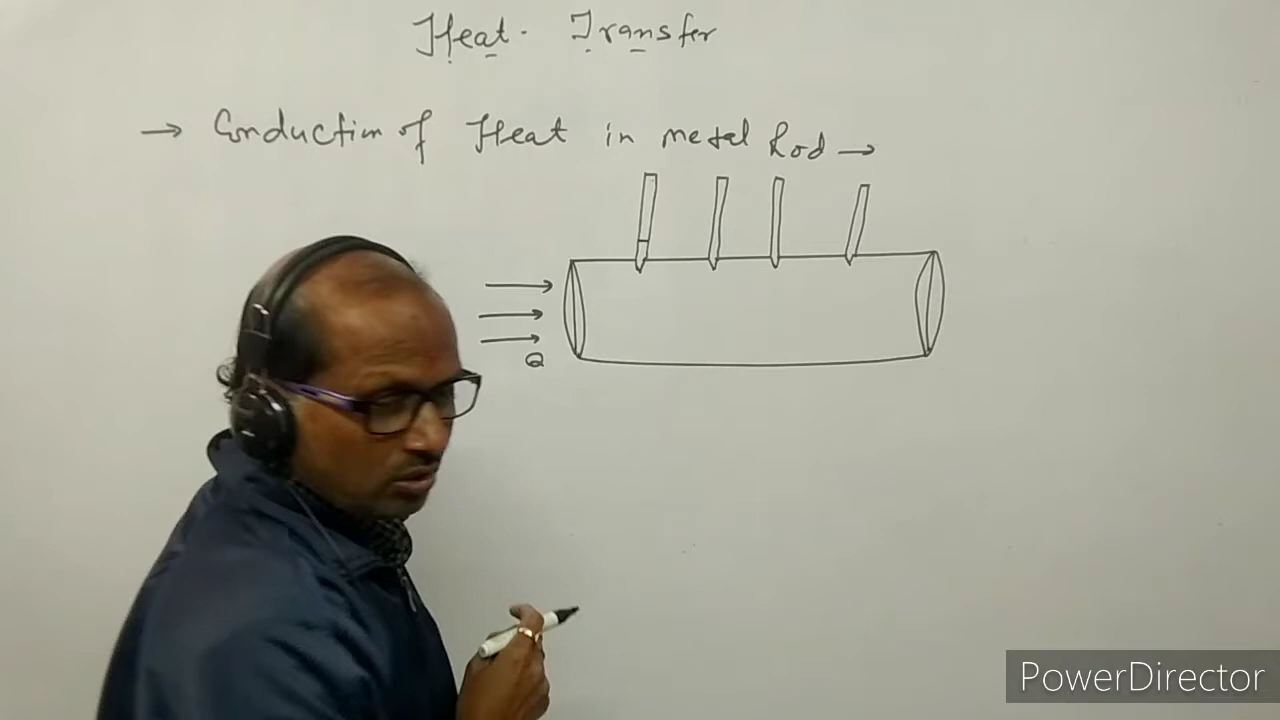 Heat. Transfer
→ Conduction of Heat in metal Rod →
Q
PowerDirector